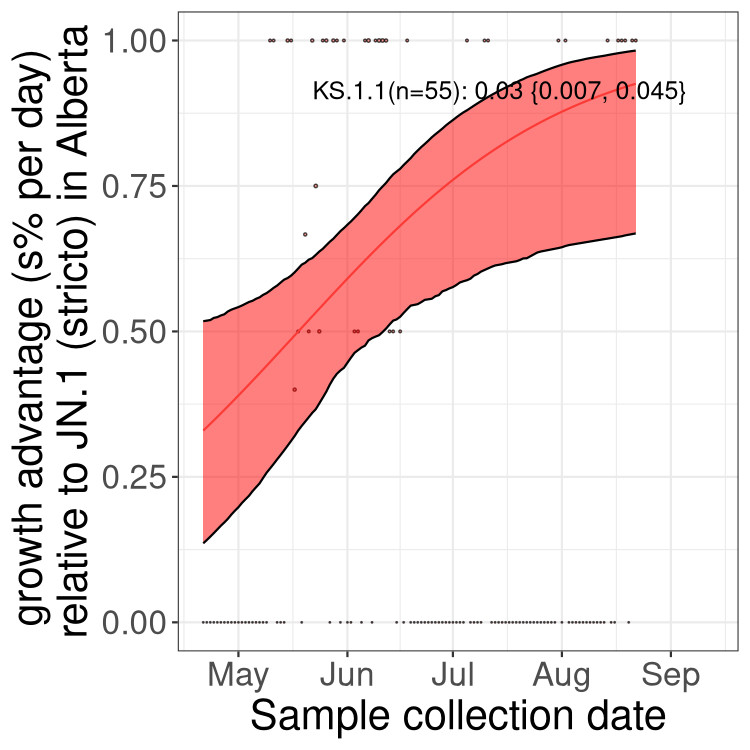 growth advantage (s% per day)
relative to JN.1 (stricto) in Alberta
1.00
0.75
0.50
0.25
0.00
KS.1.1(n=55): 0.03 {0.007, 0.045}
May Jun Jul Aug Sep
Sample collection date